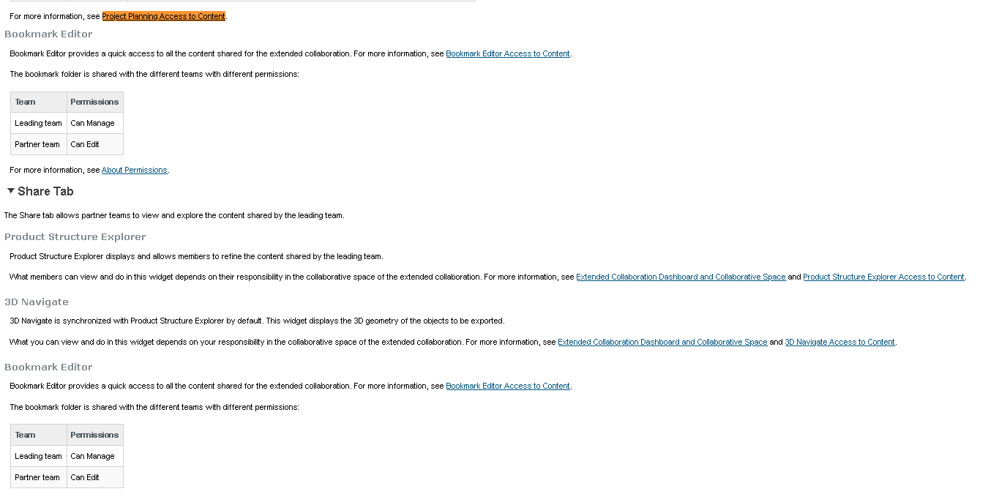 For more information, see Project Planning Access to Content.
Bookmark Editor
Bookmark Editor provides a quick access to all the content shared for the extended collaboration. For more information, see Bookmark Editor Access to Content.
The bookmark folder is shared with the different teams with different permissions:
Team Permissions
Leading team Can Manage
Partner team Can Edit
For more information, see About Permissions.
Share Tab
The Share tab allows partner teams to view and explore the content shared by the leading team.
Product Structure Explorer
Product Structure Explorer displays and allows members to refine the content shared by the leading team.
What members can view and do in this widget depends on their responsibility in the collaborative space of the extended collaboration. For more information, see Extended Collaboration Dashboard and Collaborative Space and Product Structure Explorer Access to Content.
3D Navigate
3D Navigate is synchronized with Product Structure Explorer by default. This widget displays the 3D geometry of the objects to be exported.
What you can view and do in this widget depends on your responsibility in the collaborative space of the extended collaboration. For more information, see Extended Collaboration Dashboard and Collaborative Space and 3D Navigate Access to Content.
Bookmark Editor
Bookmark Editor provides a quick access to all the content shared for the extended collaboration. For more information, see Bookmark Editor Access to Content.
The bookmark folder is shared with the different teams with different permissions:
Team Permissions
Leading team Can Manage
Partner team Can Edit